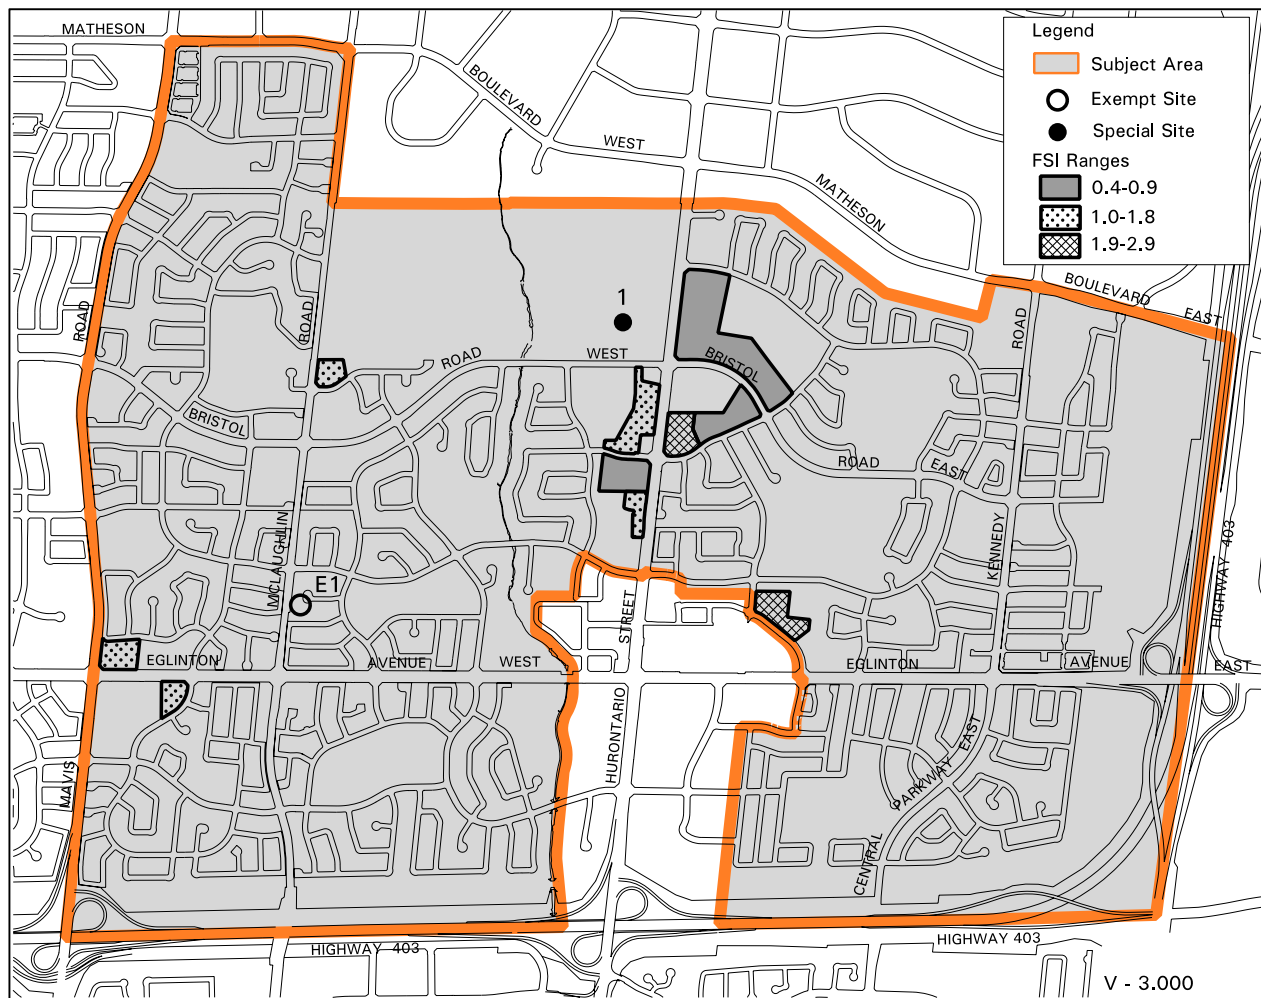 MATHESON
BOULEVARD
WEST
MATHESON
BOULEVARD
EAST
Legend
Subject Area
Exempt Site
Special Site
FSI Ranges
0.4-0.9
1.0-1.8
1.9-2.9
1
ROAD
ROAD
ROAD
WEST
BRISTOL
ROAD
BRISTOL
ROAD
EAST
MCLAUGHLIN
E1
KENNEDY
HIGHWAY 403
STREET
EGLINTON
AVENUE
WEST
EGLINTON
AVENUE
EAST
HURONTARIO
MAVIS
PARKWAY EAST
CENTRAL
HIGHWAY 403
HIGHWAY 403
V - 3.000